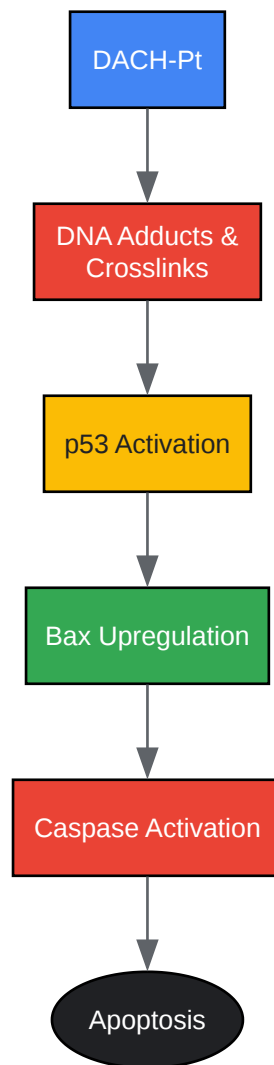 DACH-Pt
DNA Adducts &
Crosslinks
p53 Activation
Bax Upregulation
Caspase Activation
Apoptosis